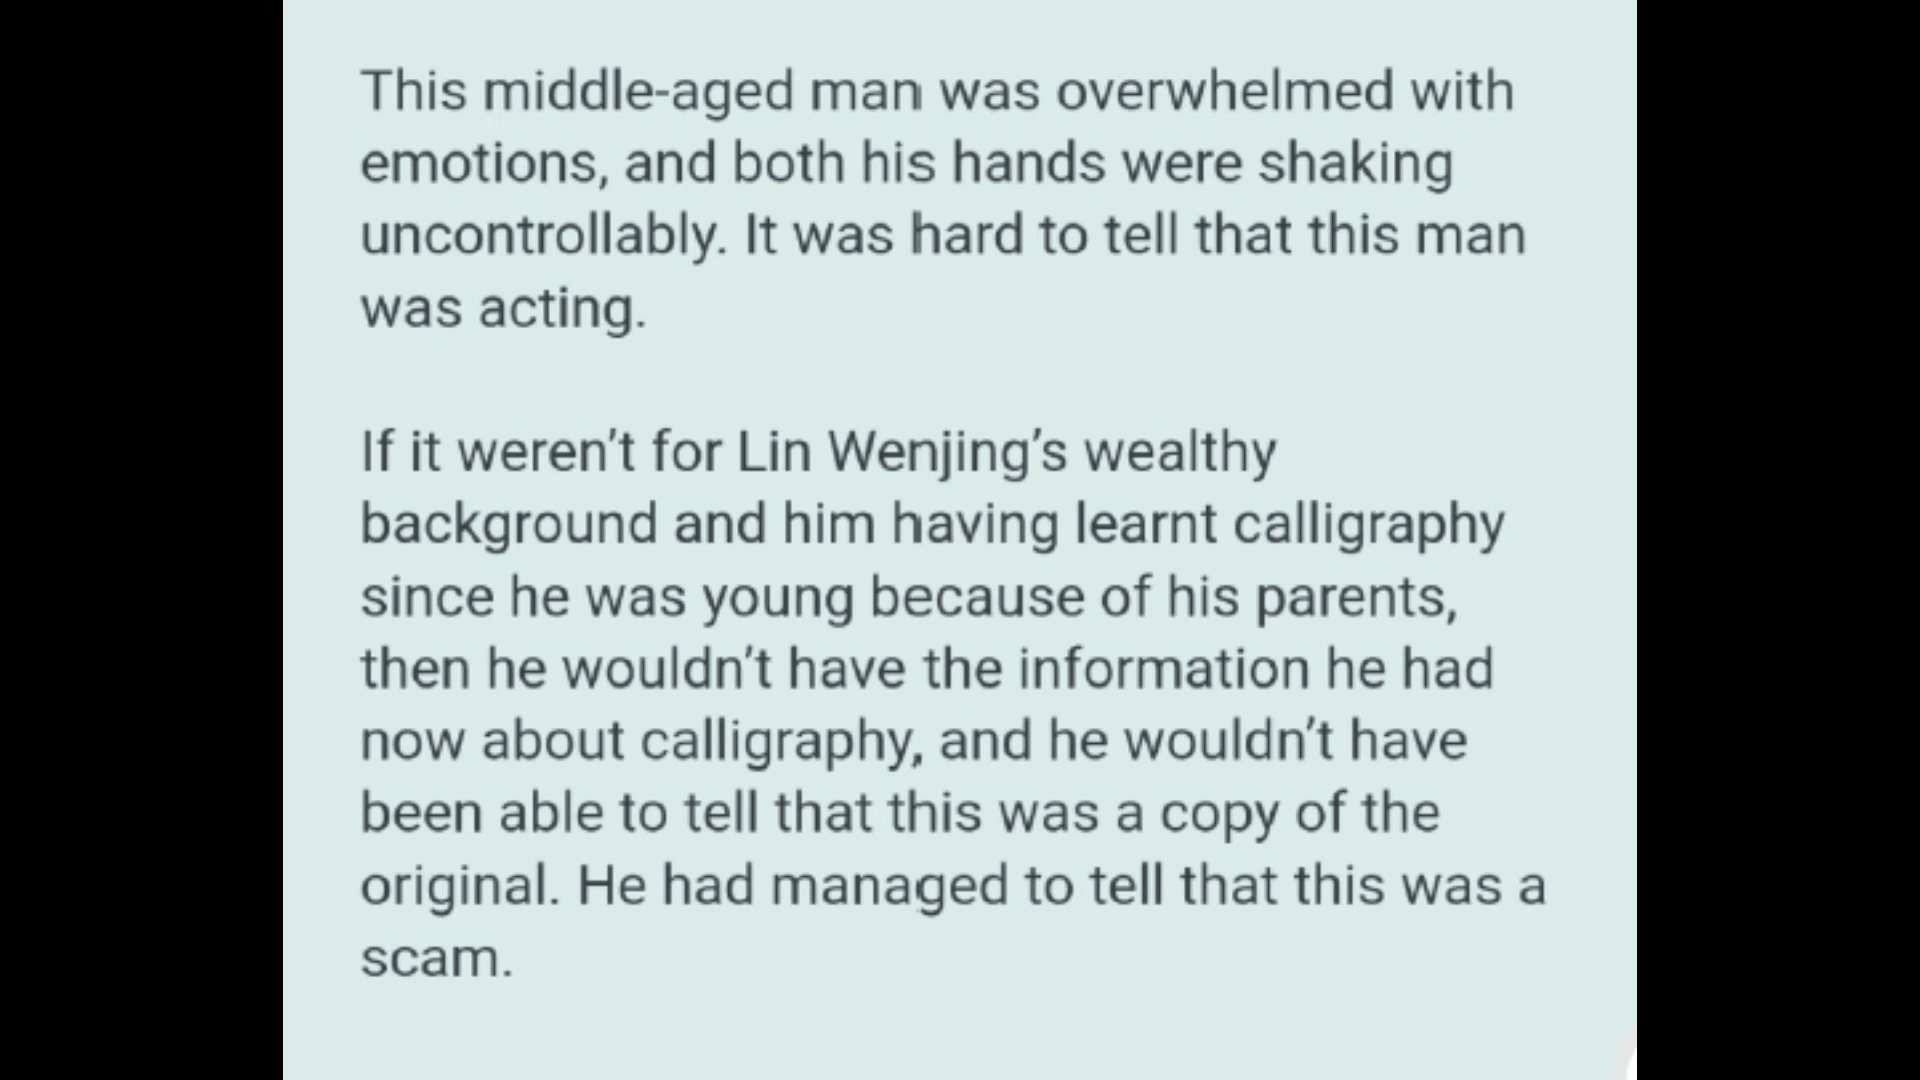 This middle-aged man was overwhelmed with
emotions, and both his hands were shaking
uncontrollably. It was hard to tell that this man
was acting.
If it weren’t for Lin Wenjing’s wealthy
background and him having learnt calligraphy
since he was young because of his parents,
then he wouldn’t have the information he had
now about calligraphy, and he wouldn’t have
been able to tell that this was a copy of the
original. He had managed to tell that this was a
scam.